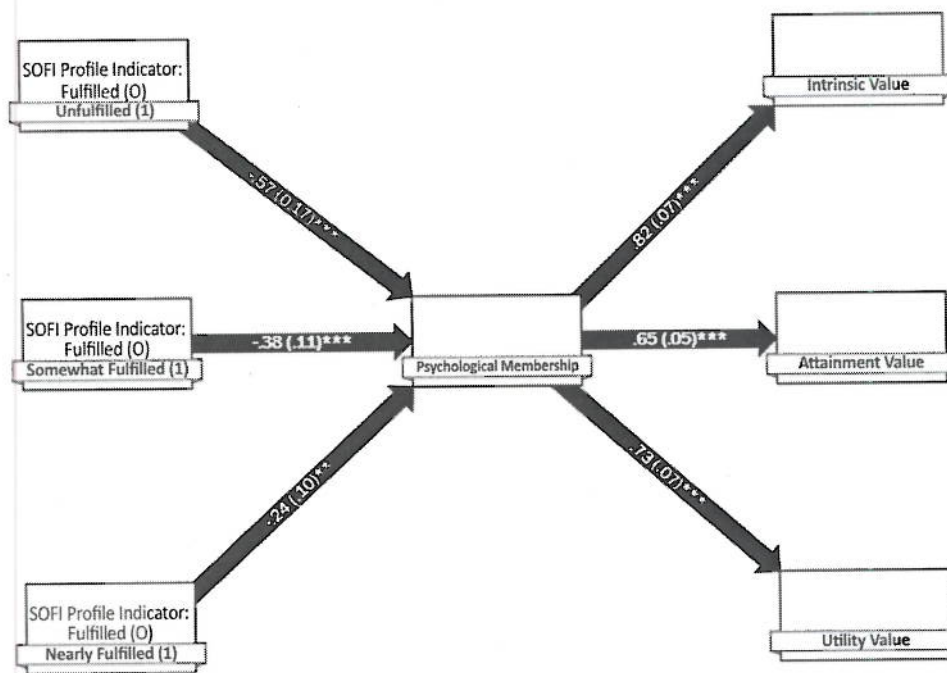 SOFI Profile Indicator:
Fulfilled (O)
Unfulfilled (1)
-.57 (0.17)***
SOFI Profile Indicator:
Fulfilled (O)
Somewhat Fulfilled (1)
-.38 (.11)***
SOFI Profile Indicator:
Fulfilled (O)
Nearly Fulfilled (1)
-.24 (.10)**
Psychological Membership
.82 (.07)***
Intrinsic Value
.65 (.05)***
Attainment Value
.73 (.07)***
Utility Value